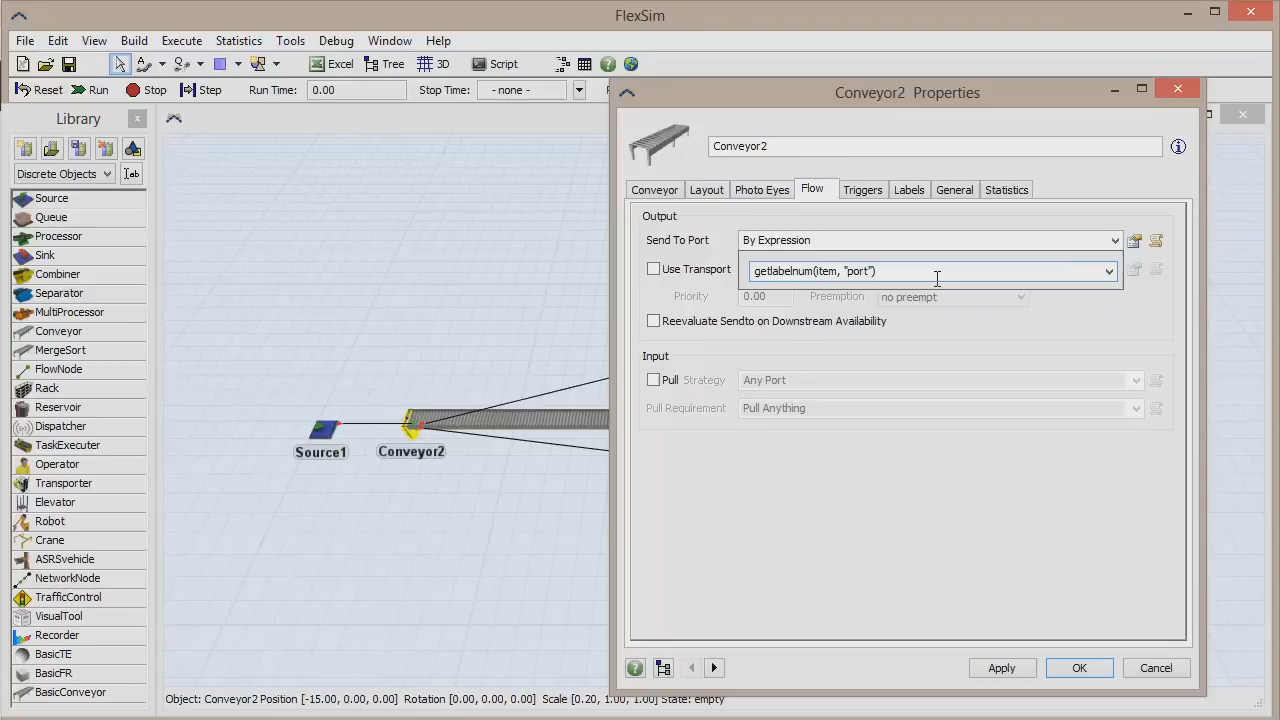 FlexSim
File Edit View Build Execute Statistics Tools Debug Window Help
Excel Tree 3D Script
Reset Run Stop Step Run Time: 0.00 Stop Time: - none -
Library
Discrete Objects
Source
Queue
Processor
Sink
Combiner
Separator
MultiProcessor
Conveyor
MergeSort
FlowNode
Rack
Reservoir
Dispatcher
TaskExecuter
Operator
Transporter
Elevator
Robot
Crane
ASRSvehicle
NetworkNode
TrafficControl
VisualTool
Recorder
BasicTE
BasicFR
BasicConveyor
Source1
Conveyor2
Object: Conveyor2 Position [-15.00, 0.00, 0.00] Rotation [0.00, 0.00, 0.00] Scale [0.20, 1.00, 1.00] State: empty
Conveyor2 Properties
Conveyor2
Conveyor Layout Photo Eyes Flow Triggers Labels General Statistics
Output
Send To Port By Expression
getlabelnum(item, "port")
Use Transport
Priority 0.00 Preemption no preempt
Reevaluate Sendto on Downstream Availability
Input
Pull Strategy Any Port
Pull Requirement Pull Anything
Apply OK Cancel